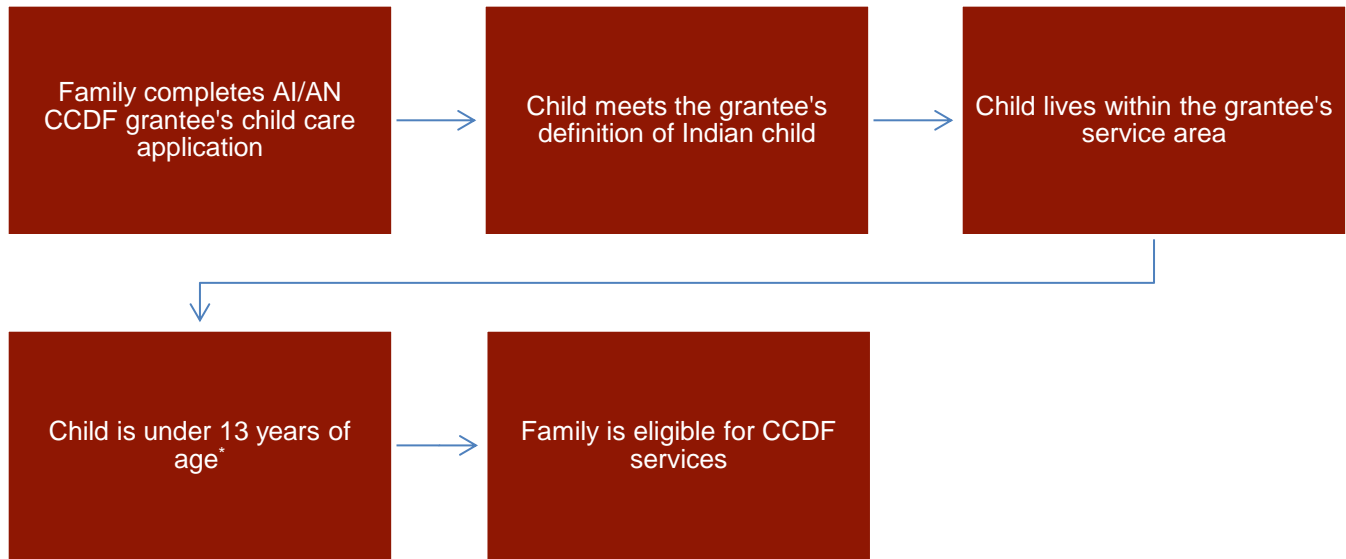 Family completes AI/AN
CCDF grantee's child care
application
Child meets the grantee's
definition of Indian child
Child lives within the grantee's
service area
Child is under 13 years of
age*
Family is eligible for CCDF
services